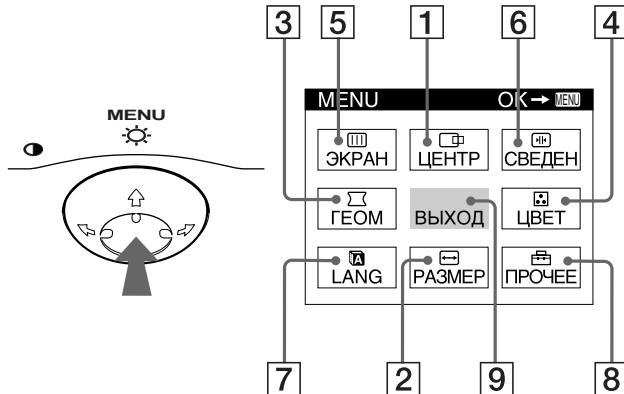 3 5 1 6 4
MENU
MENU OK→ MENU
ЭКРАН ЦЕНТР СВЕДЕН
ГЕОМ ВЫХОД ЦВЕТ
A
LANG РАЗМЕР ПРОЧЕЕ
7 2 9 8